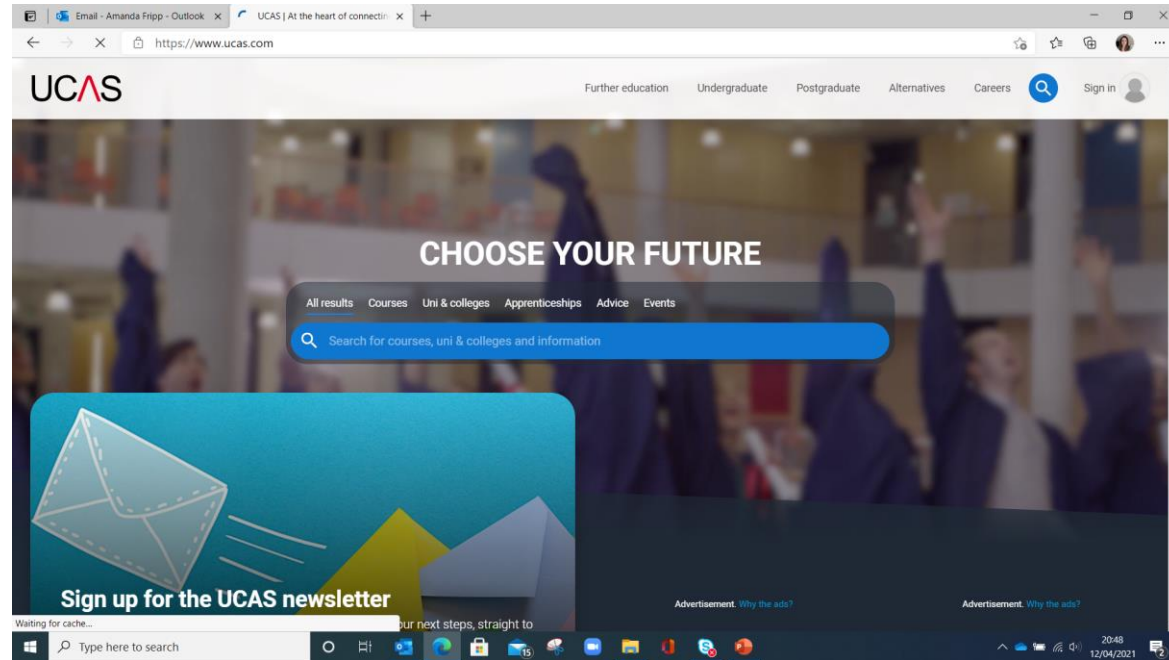 Email - Amanda Fripp - Outlook
UCAS | At the heart of connectin
https://www.ucas.com
UCAS
Further education Undergraduate Postgraduate Alternatives Careers Sign in
CHOOSE YOUR FUTURE
All results Courses Uni & colleges Apprenticeships Advice Events
Search for courses, uni & colleges and information
Sign up for the UCAS newsletter
Advertisement. Why the ads? Advertisement. Why the ads?
Waiting for cache...
our next steps, straight to
Type here to search
15
20:48
12/04/2021
2